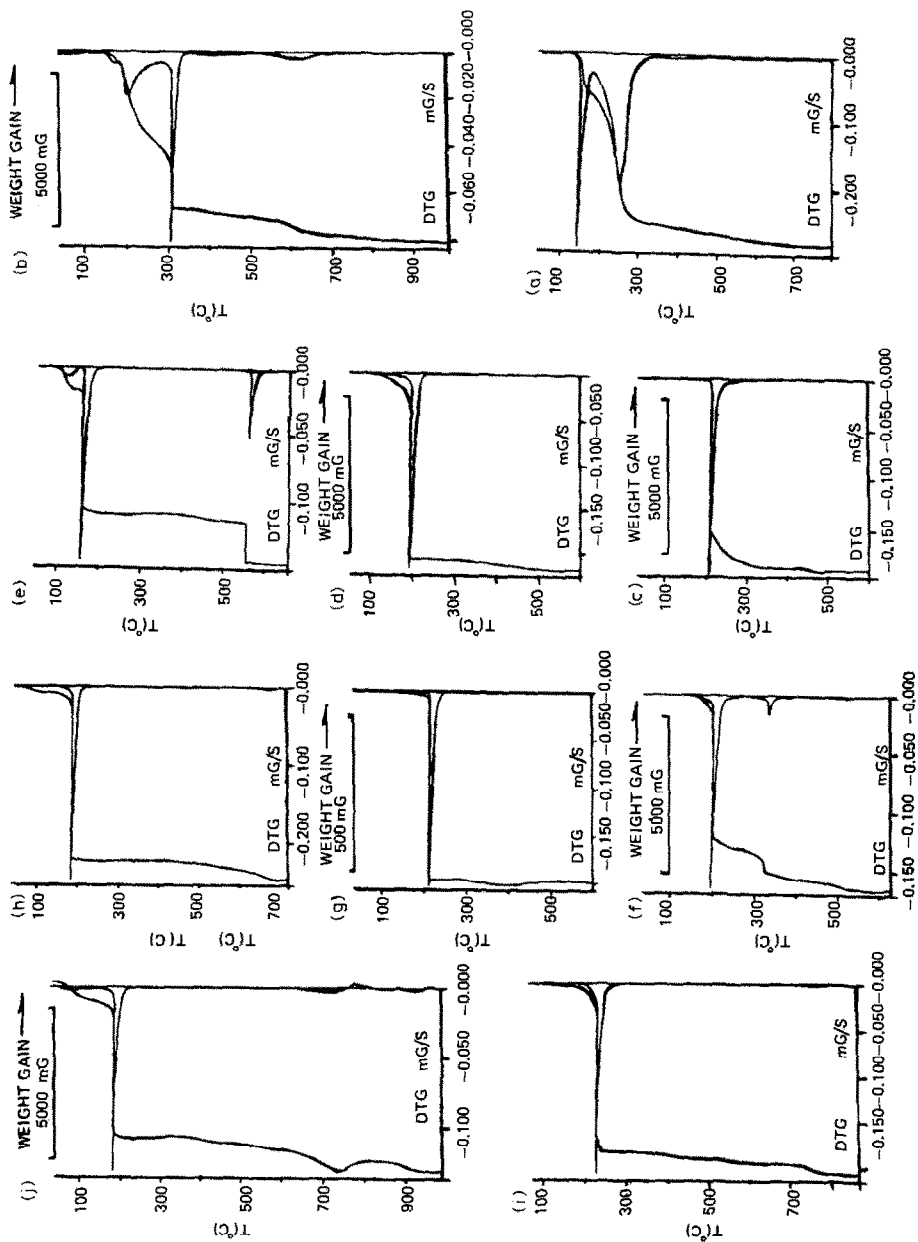 (a)
T(°C)
100
300
500
700
DTG
mG/S
-0.200
-0.100
-0.000
(b)
WEIGHT GAIN
5000 mG
T(°C)
100
300
500
700
900
DTG
mG/S
-0.060
-0.040
-0.020
-0.000
(c)
WEIGHT GAIN
5000 mG
T(°C)
100
300
500
DTG
mG/S
-0.150
-0.100
-0.050
-0.000
(d)
WEIGHT GAIN
5000 mG
T(°C)
100
300
500
DTG
mG/S
-0.150
-0.100
-0.050
(e)
T(°C)
100
300
500
DTG
mG/S
-0.100
-0.050
-0.000
(f)
WEIGHT GAIN
5000 mG
T(°C)
100
300
500
DTG
mG/S
-0.150
-0.100
-0.050
-0.000
(g)
WEIGHT GAIN
500 mG
T(°C)
100
300
500
DTG
mG/S
-0.150
-0.100
-0.050
-0.000
(h)
T(°C)
T(°C)
100
300
500
700
DTG
mG/S
-0.200
-0.100
-0.000
(i)
T(°C)
100
300
500
700
DTG
mG/S
-0.150
-0.100
-0.050
-0.000
(j)
WEIGHT GAIN
5000 mG
T(°C)
100
300
500
700
900
DTG
mG/S
-0.100
-0.050
-0.000